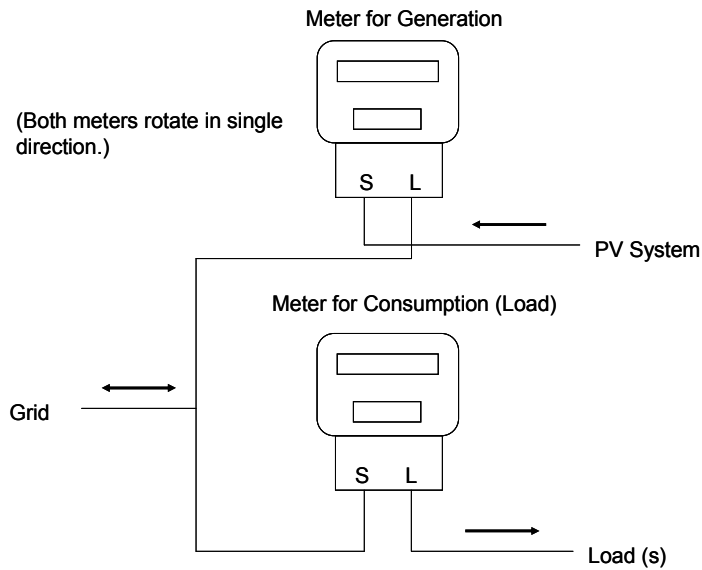 Meter for Generation
(Both meters rotate in single
direction.)
S L
PV System
Meter for Consumption (Load)
Grid
S L
Load (s)